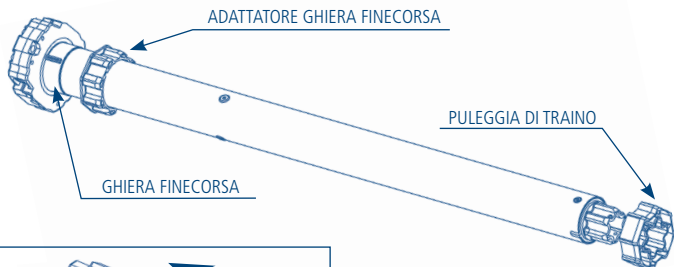 ADATTATORE GHIERA FINECORSA
PULEGGIA DI TRAINO
GHIERA FINECORSA